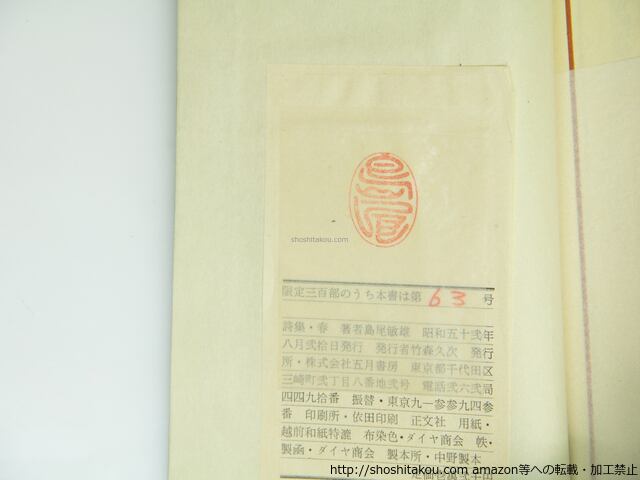 shoshitakou.com
限定三百部のうち本書は第 63 号
詩集・春　著者島尾敏雄　昭和五十弐年
八月弐拾日発行　発行者竹森久次　発行
所・株式会社五月書房　東京都千代田区
三崎町弐丁目八番地弐号　電話弐六弐局
四四九拾番　振替・東京九一参参九四参
番　印刷所・依田印刷　正文社　用紙・
越前和紙特漉　布染色・ダイヤ商会　帙・
製函・ダイヤ商会　製本所・中野製本
http://shoshitakou.com amazon等への転載・加工禁止